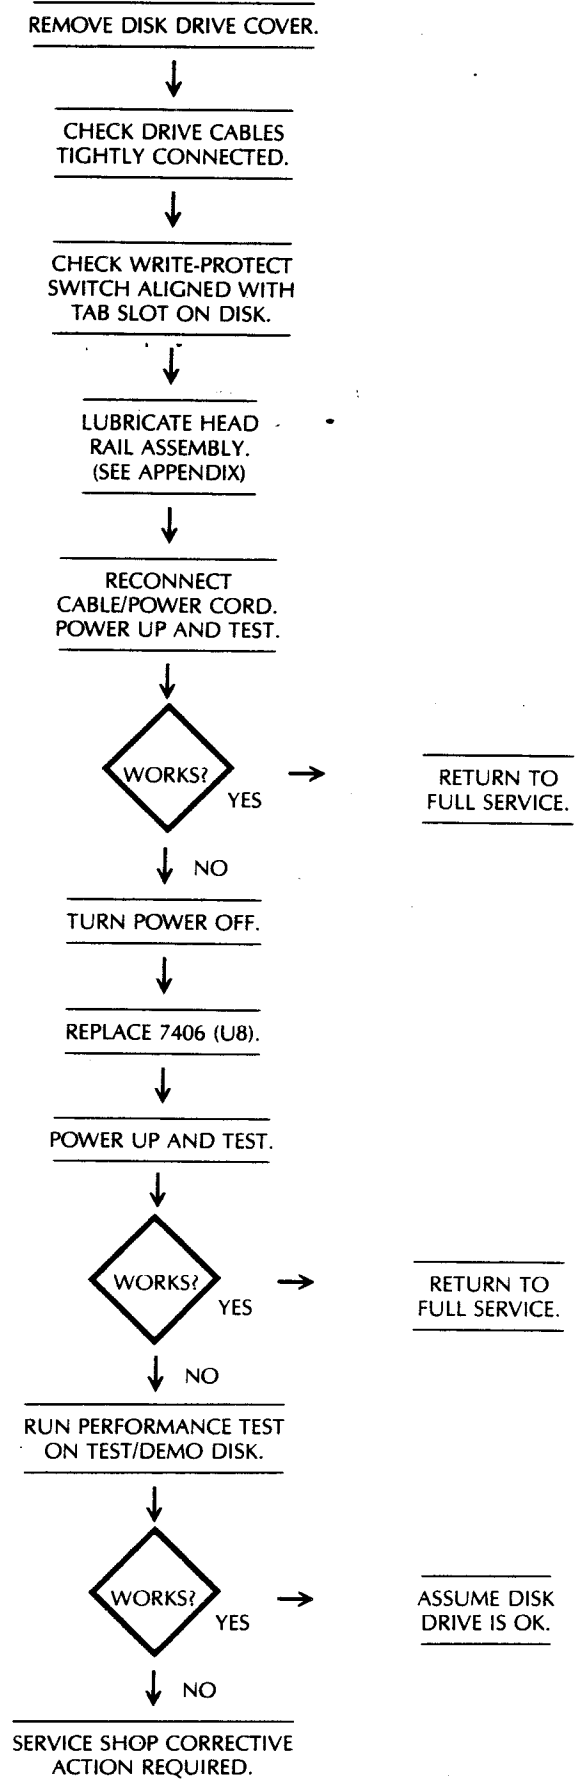 REMOVE DISK DRIVE COVER.
CHECK DRIVE CABLES
TIGHTLY CONNECTED.
CHECK WRITE-PROTECT
SWITCH ALIGNED WITH
TAB SLOT ON DISK.
LUBRICATE HEAD
RAIL ASSEMBLY.
(SEE APPENDIX)
RECONNECT
CABLE/POWER CORD.
POWER UP AND TEST.
WORKS?
YES
RETURN TO
FULL SERVICE.
NO
TURN POWER OFF.
REPLACE 7406 (U8).
POWER UP AND TEST.
WORKS?
YES
RETURN TO
FULL SERVICE.
NO
RUN PERFORMANCE TEST
ON TEST/DEMO DISK.
WORKS?
YES
ASSUME DISK
DRIVE IS OK.
NO
SERVICE SHOP CORRECTIVE
ACTION REQUIRED.